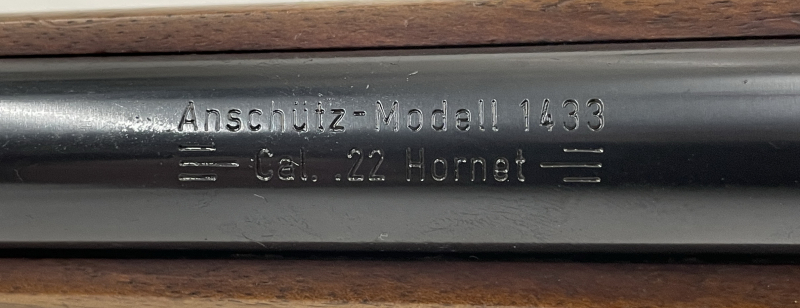 Anschütz-Modell 1433
Cal. .22 Hornet